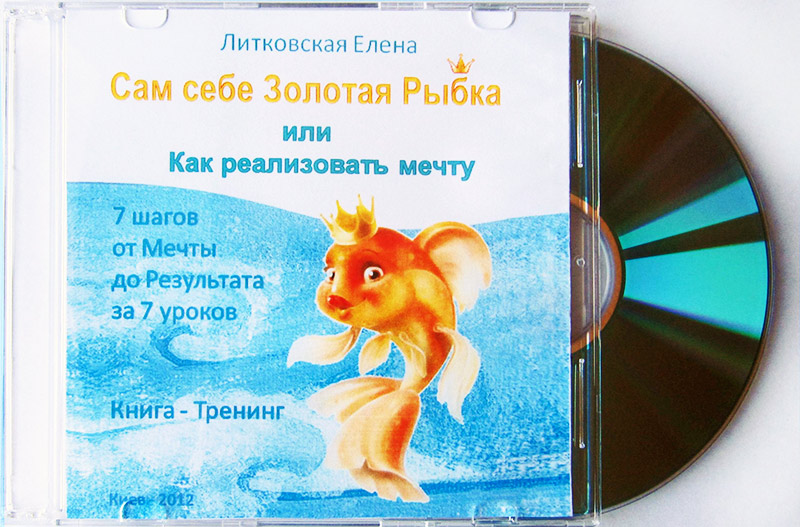 Литковская Елена
Сам себе Золотая Рыбка
или
Как реализовать мечту
7 шагов
от Мечты
до Результата
за 7 уроков
Книга - Тренинг
Киев - 2012